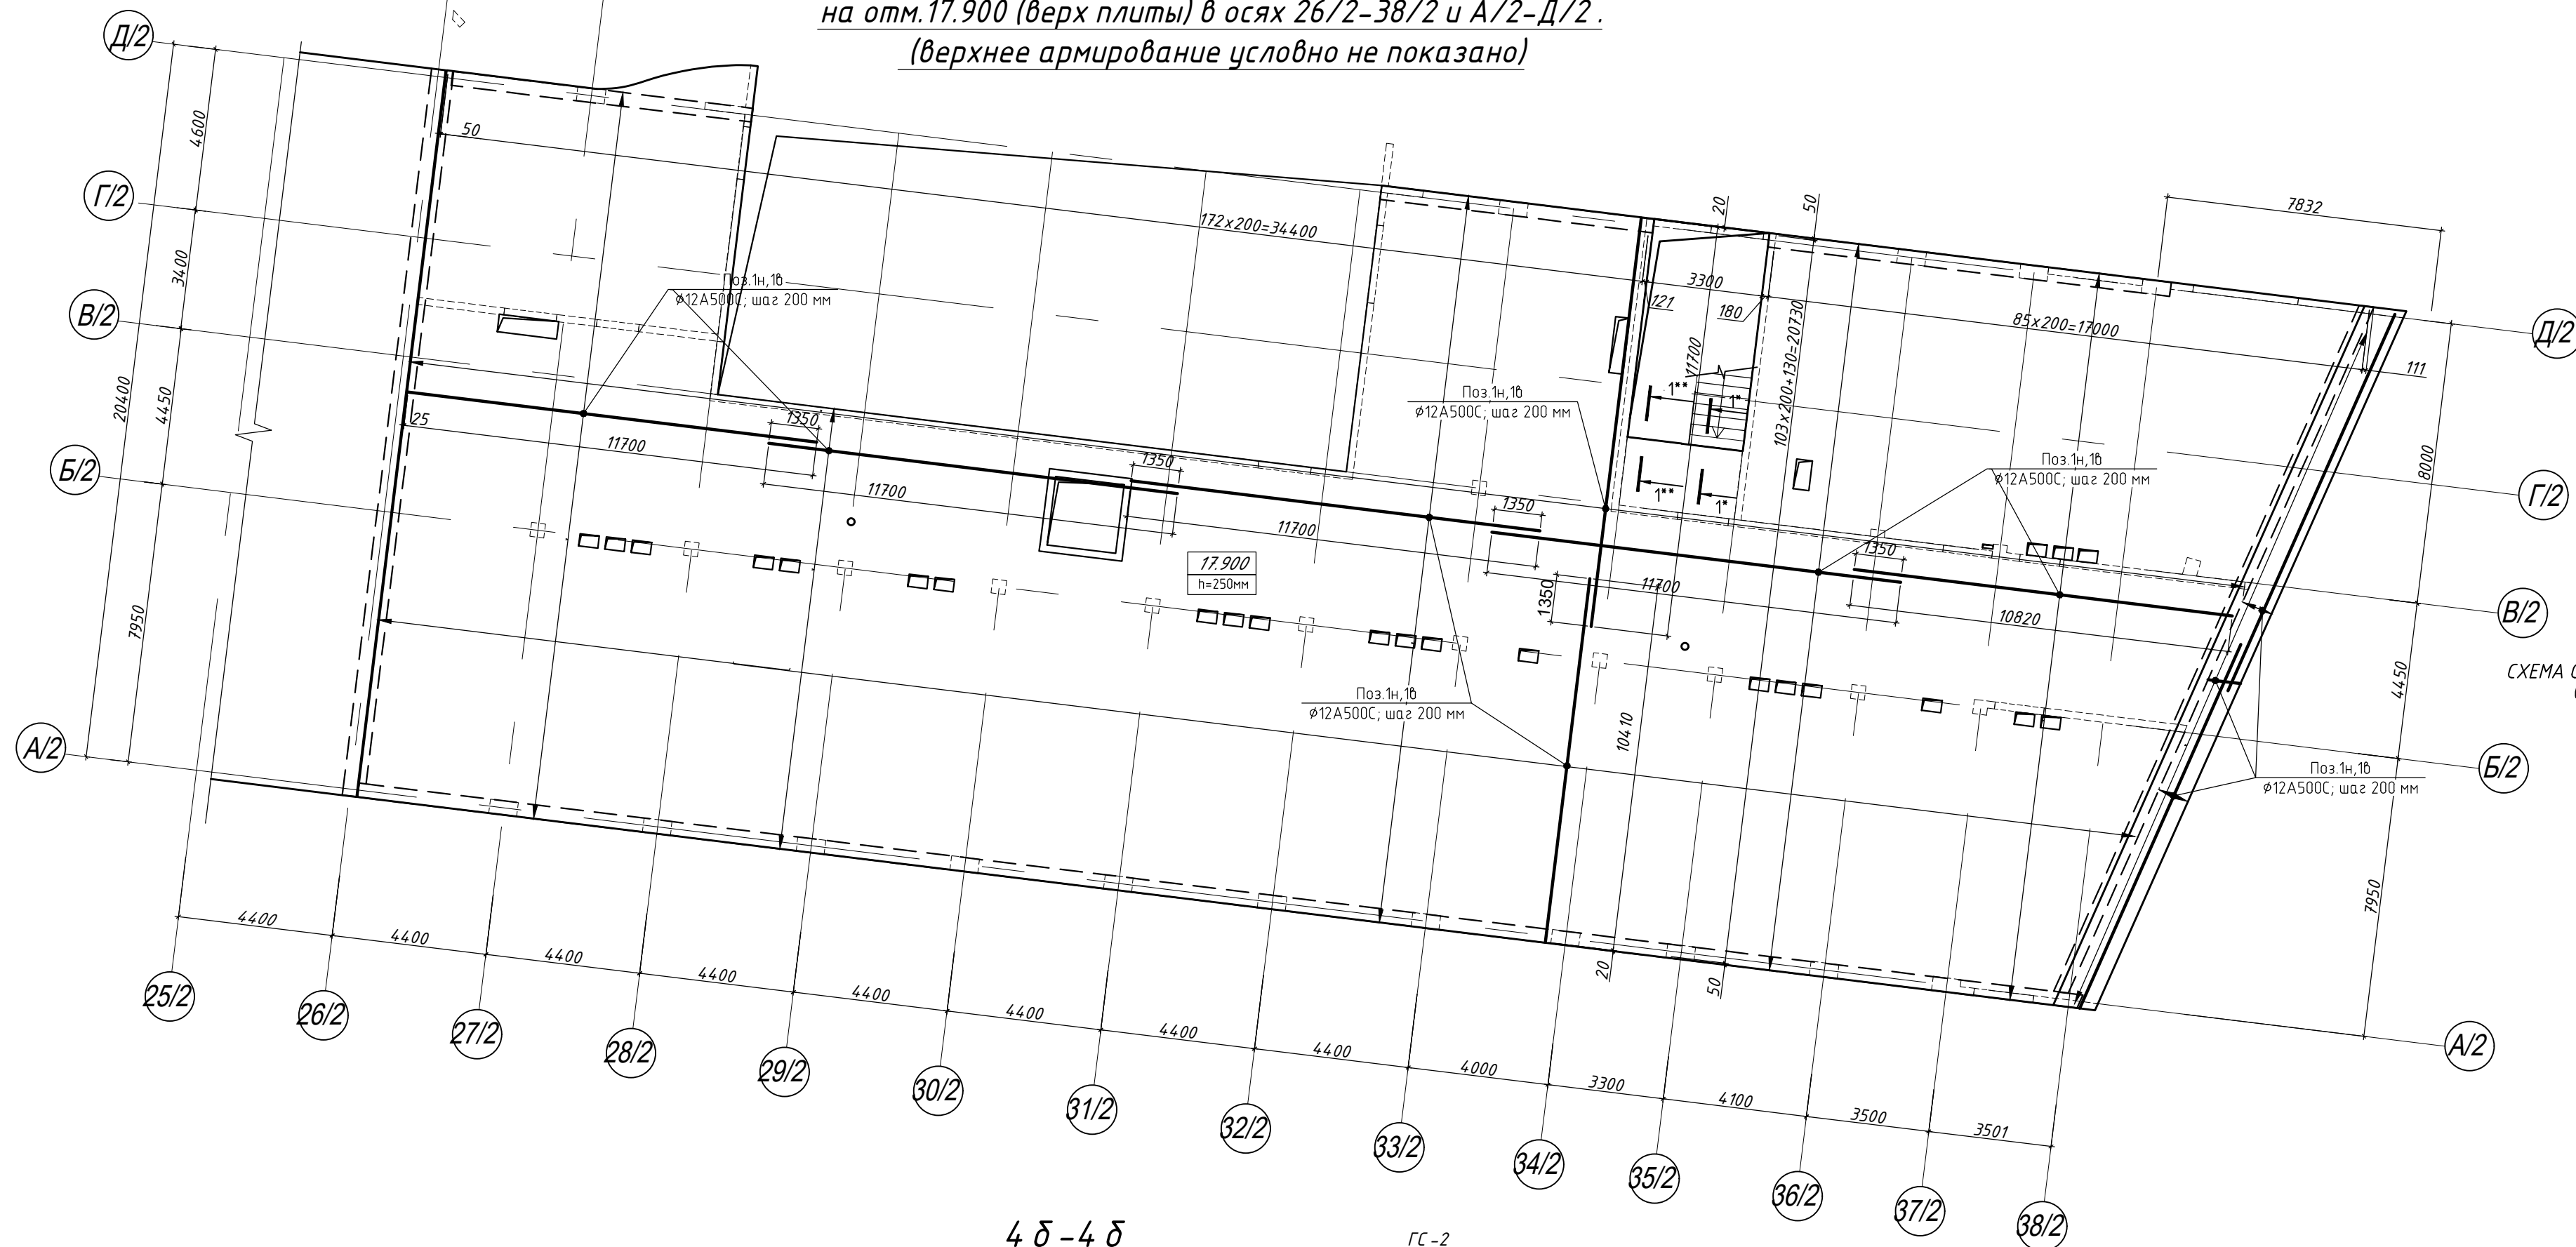 на отм.17.900 (верх плиты) в осях 26/2-38/2 и А/2-Д/2 .
(верхнее армирование условно не показано)
Д/2
Г/2
В/2
Б/2
А/2
4600
3400
4450
7950
20400
50
172х200=34400
Поз.1н,1в
ф12А500С; шаг 200 мм
25
11700
1350
11700
1350
11700
1350
11700
1350
10820
17.900
h=250мм
Поз.1н,1в
ф12А500С; шаг 200 мм
Поз.1н,1в
ф12А500С; шаг 200 мм
Поз.1н,1в
ф12А500С; шаг 200 мм
Поз.1н,1в
ф12А500С; шаг 200 мм
20
50
3300
121
180
11700
103х200+130=20730
1**
1*
1**
1*
1350
10410
20
50
85х200=17000
111
7832
8000
4450
7950
Д/2
Г/2
В/2
Б/2
А/2
СХЕМА
4400
4400
4400
4400
4400
4400
4400
4400
4000
3300
4100
3500
3501
25/2
26/2
27/2
28/2
29/2
30/2
31/2
32/2
33/2
34/2
35/2
36/2
37/2
38/2
4 б -4 б
ГС -2